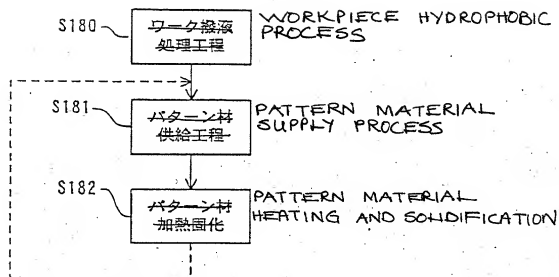 S180
ワーク撥液
処理工程
WORKPIECE HYDROPHOBIC
PROCESS
S181
パターン材
供給工程
PATTERN MATERIAL
SUPPLY PROCESS
S182
パターン材
加熱固化
PATTERN MATERIAL
HEATING AND SOLIDIFICATION